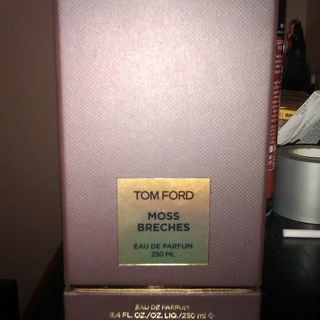 TOM FORD
MOSS
BRECHES
EAU DE PARFUM
250 ML
EAU DE PARFUM
8.4 FL. OZ./OZ. LIQ./250 ml ℮